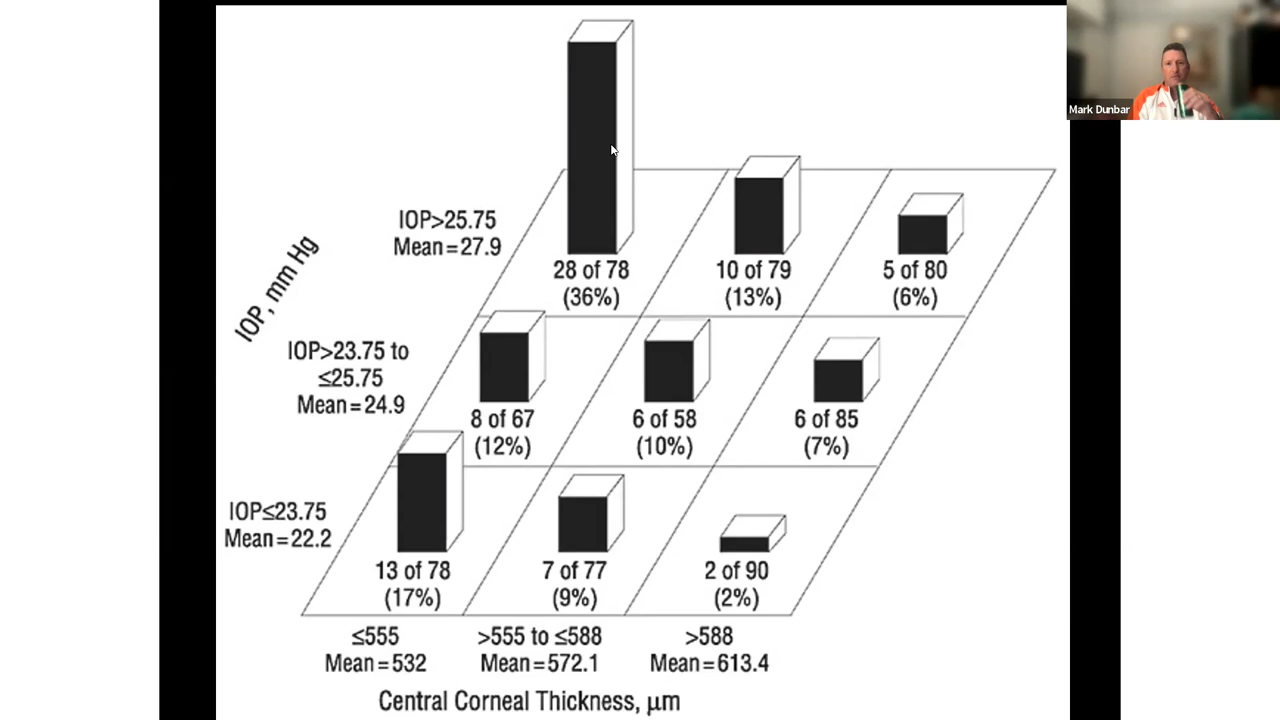 Mark Dunbar
IOP, mm Hg
IOP>25.75
Mean=27.9
28 of 78
(36%)
10 of 79
(13%)
5 of 80
(6%)
IOP>23.75 to
≤25.75
Mean=24.9
8 of 67
(12%)
6 of 58
(10%)
6 of 85
(7%)
IOP≤23.75
Mean=22.2
13 of 78
(17%)
7 of 77
(9%)
2 of 90
(2%)
≤555
Mean=532
>555 to ≤588
Mean=572.1
>588
Mean=613.4
Central Corneal Thickness, μm